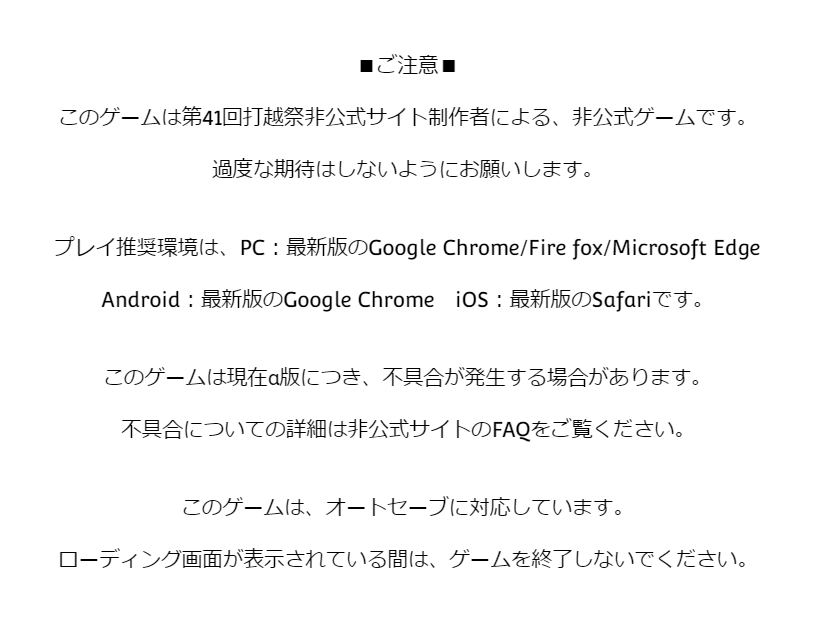 ■ご注意■
このゲームは第41回打越祭非公式サイト制作者による、非公式ゲームです。
過度な期待はしないようにお願いします。
プレイ推奨環境は、PC：最新版のGoogle Chrome/Fire fox/Microsoft Edge
Android：最新版のGoogle Chrome　iOS：最新版のSafariです。
このゲームは現在α版につき、不具合が発生する場合があります。
不具合についての詳細は非公式サイトのFAQをご覧ください。
このゲームは、オートセーブに対応しています。
ローディング画面が表示されている間は、ゲームを終了しないでください。